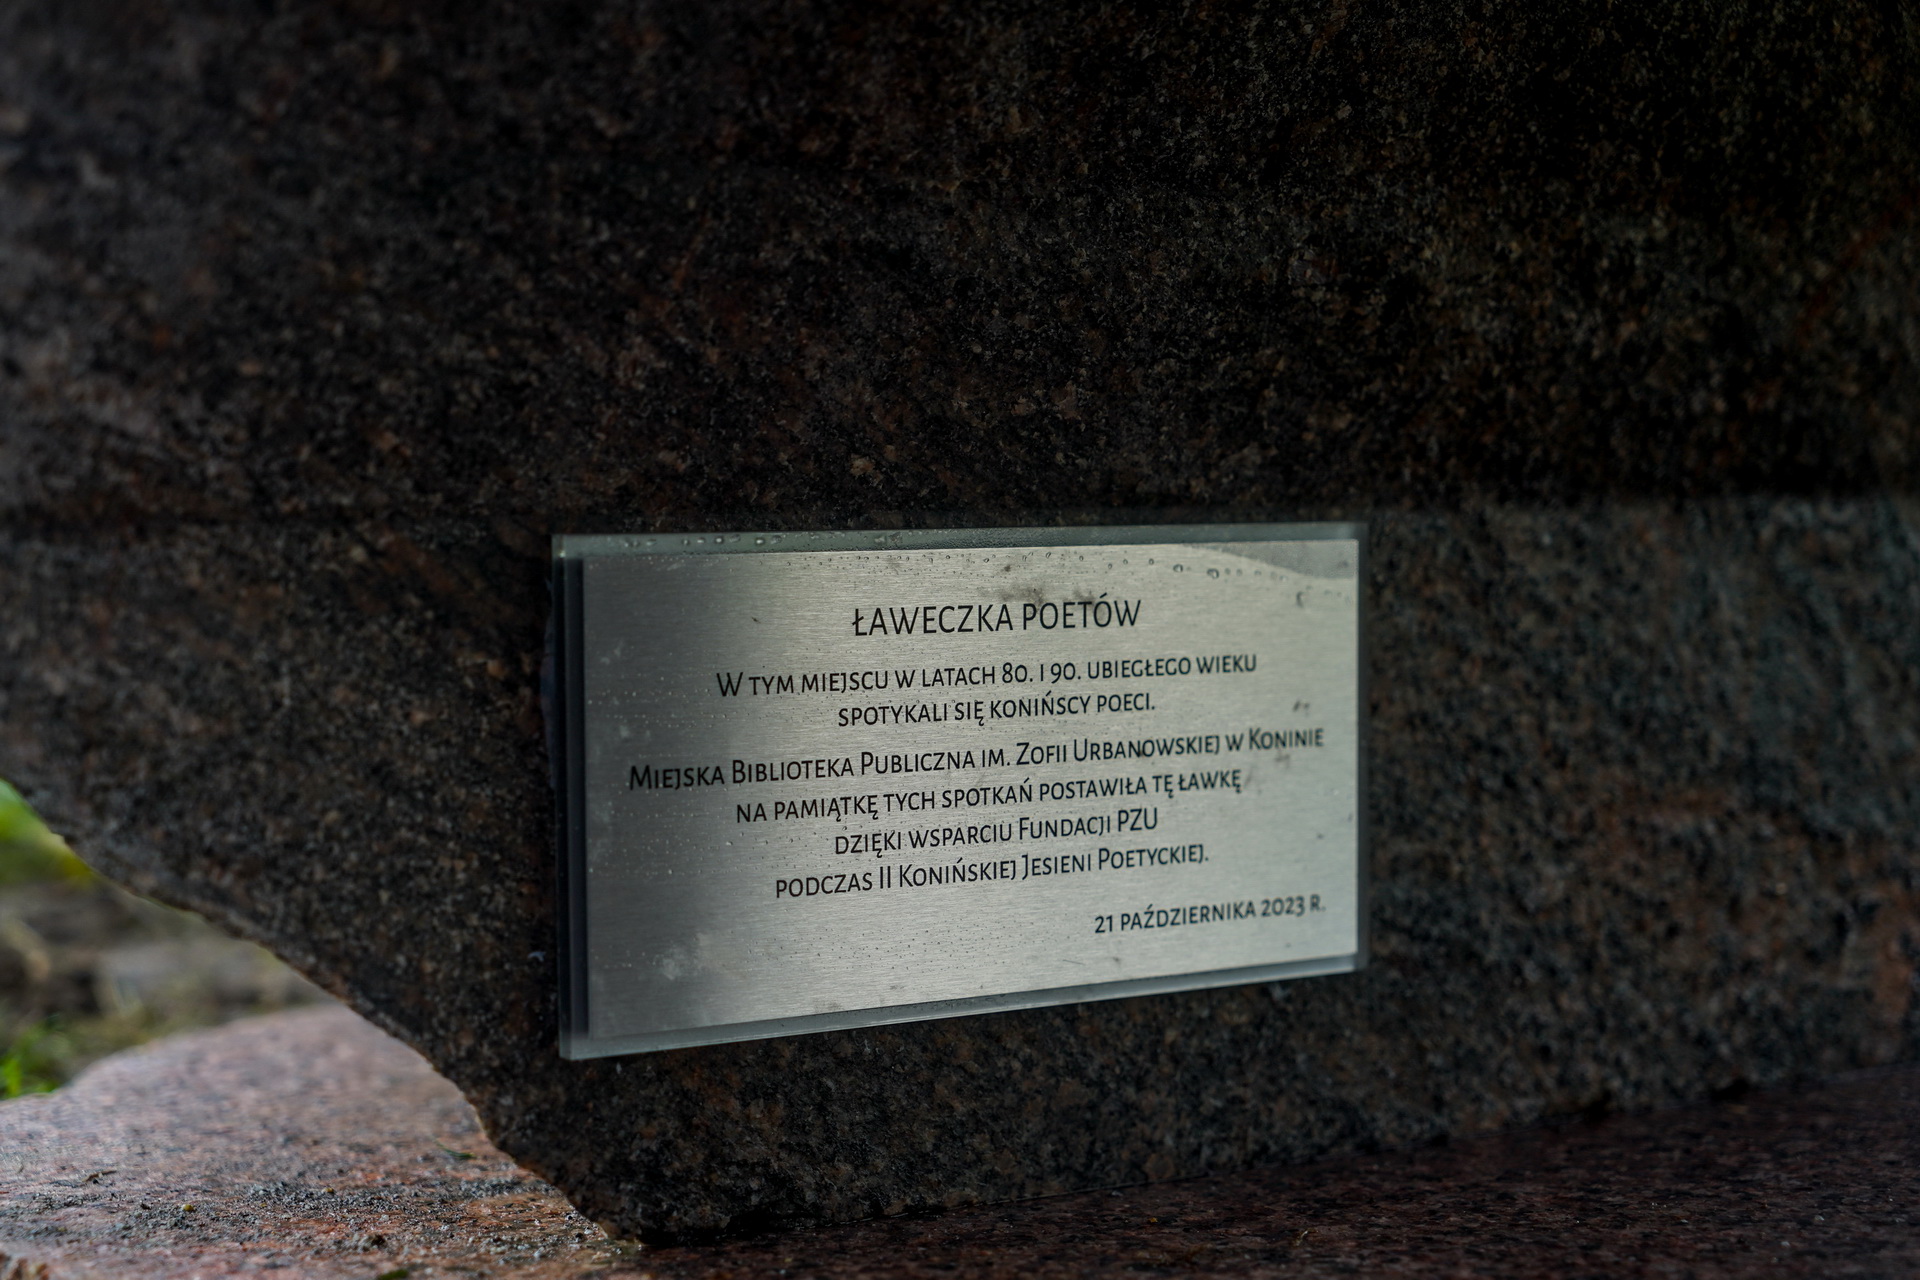 ŁAWECZKA POETÓW
W TYM MIEJSCU W LATACH 80. I 90. UBIEGŁEGO WIEKU
SPOTYKALI SIĘ KONIŃSCY POECI.
MIEJSKA BIBLIOTEKA PUBLICZNA IM. ZOFII URBANOWSKIEJ W KONINIE
NA PAMIĄTKĘ TYCH SPOTKAŃ POSTAWIŁA TĘ ŁAWKĘ
DZIĘKI WSPARCIU FUNDACJI PZU
PODCZAS II KONIŃSKIEJ JESIENI POETYCKIEJ.
21 PAŹDZIERNIKA 2023 R.